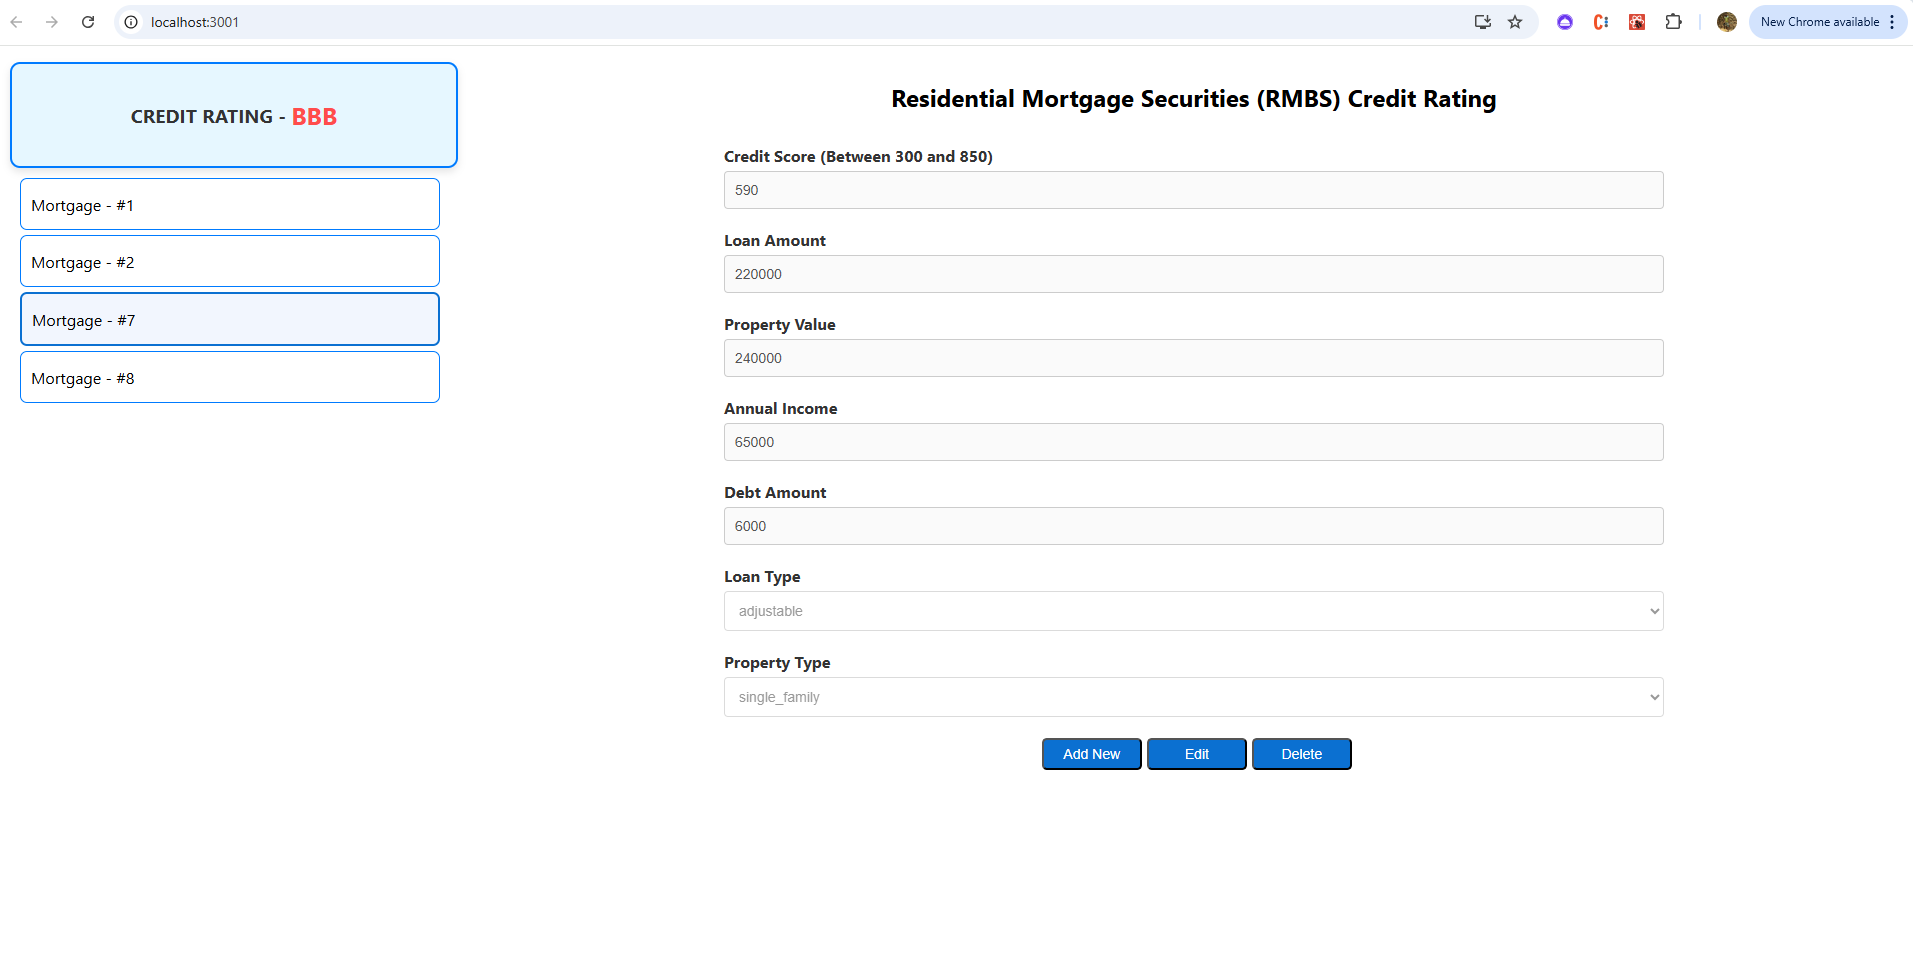 localhost:3001
New Chrome available
CREDIT RATING - BBB
Mortgage - #1
Mortgage - #2
Mortgage - #7
Mortgage - #8
Residential Mortgage Securities (RMBS) Credit Rating
Credit Score (Between 300 and 850)
590
Loan Amount
220000
Property Value
240000
Annual Income
65000
Debt Amount
6000
Loan Type
adjustable
Property Type
single_family
Add New
Edit
Delete